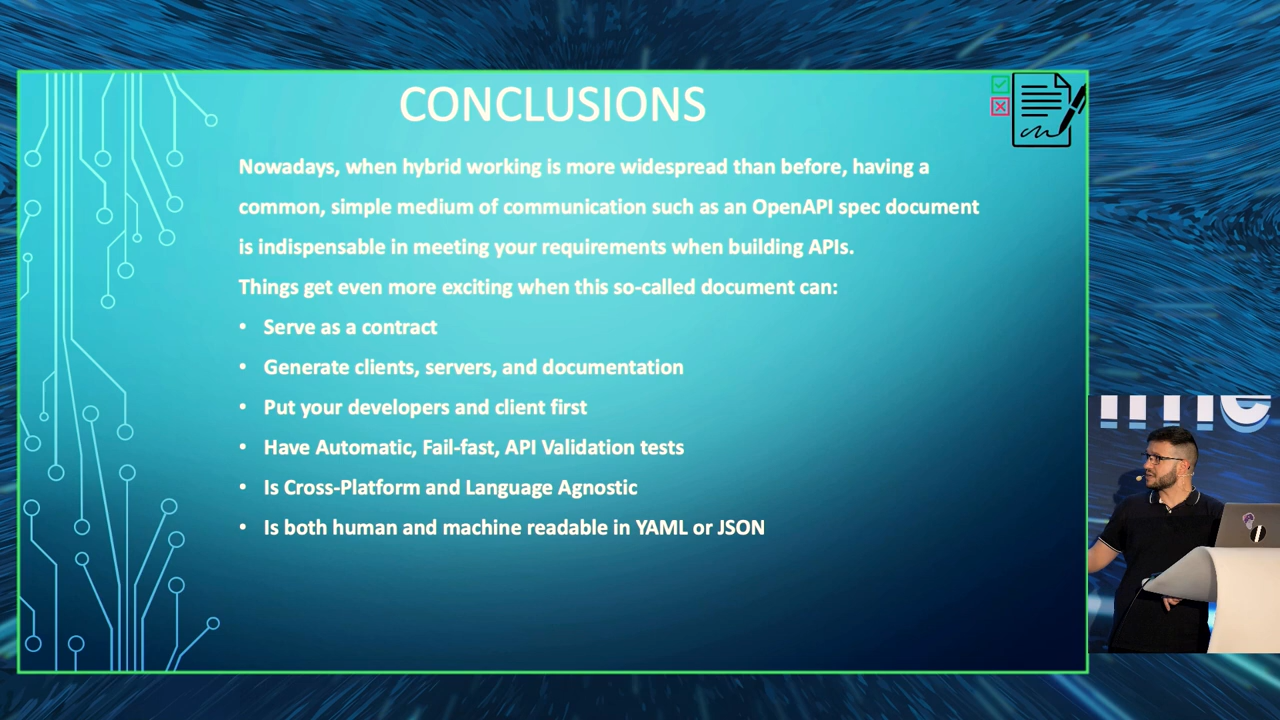 CONCLUSIONS
Nowadays, when hybrid working is more widespread than before, having a
common, simple medium of communication such as an OpenAPI spec document
is indispensable in meeting your requirements when building APIs.
Things get even more exciting when this so-called document can:
• Serve as a contract
• Generate clients, servers, and documentation
• Put your developers and client first
• Have Automatic, Fail-fast, API Validation tests
• Is Cross-Platform and Language Agnostic
• Is both human and machine readable in YAML or JSON